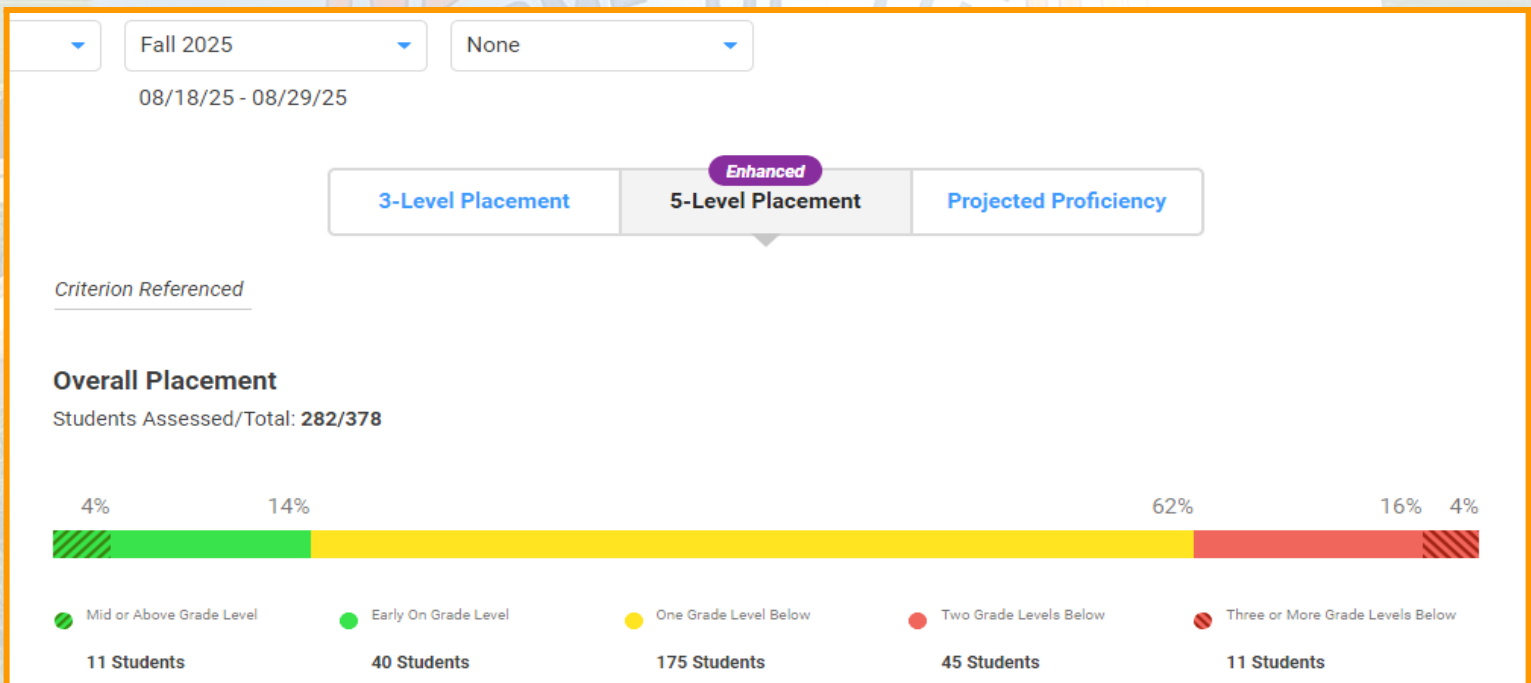 Fall 2025
None
08/18/25 - 08/29/25
Enhanced
3-Level Placement
5-Level Placement
Projected Proficiency
Criterion Referenced
Overall Placement
Students Assessed/Total: 282/378
4% 14% 62% 16% 4%
Mid or Above Grade Level
11 Students
Early On Grade Level
40 Students
One Grade Level Below
175 Students
Two Grade Levels Below
45 Students
Three or More Grade Levels Below
11 Students